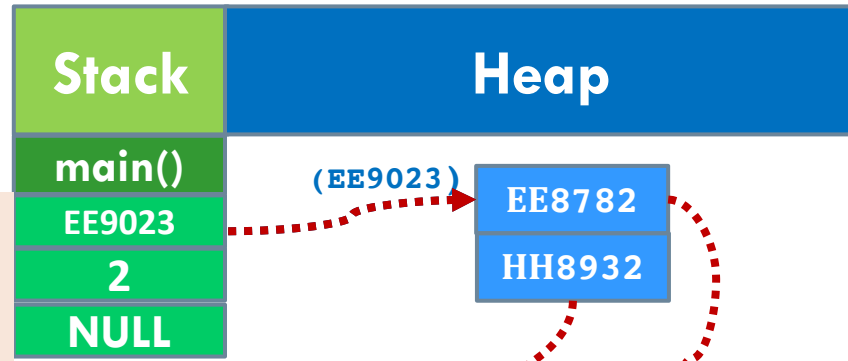 Stack
Heap
main()
(EE9023)
EE9023
EE8782
2
HH8932
NULL